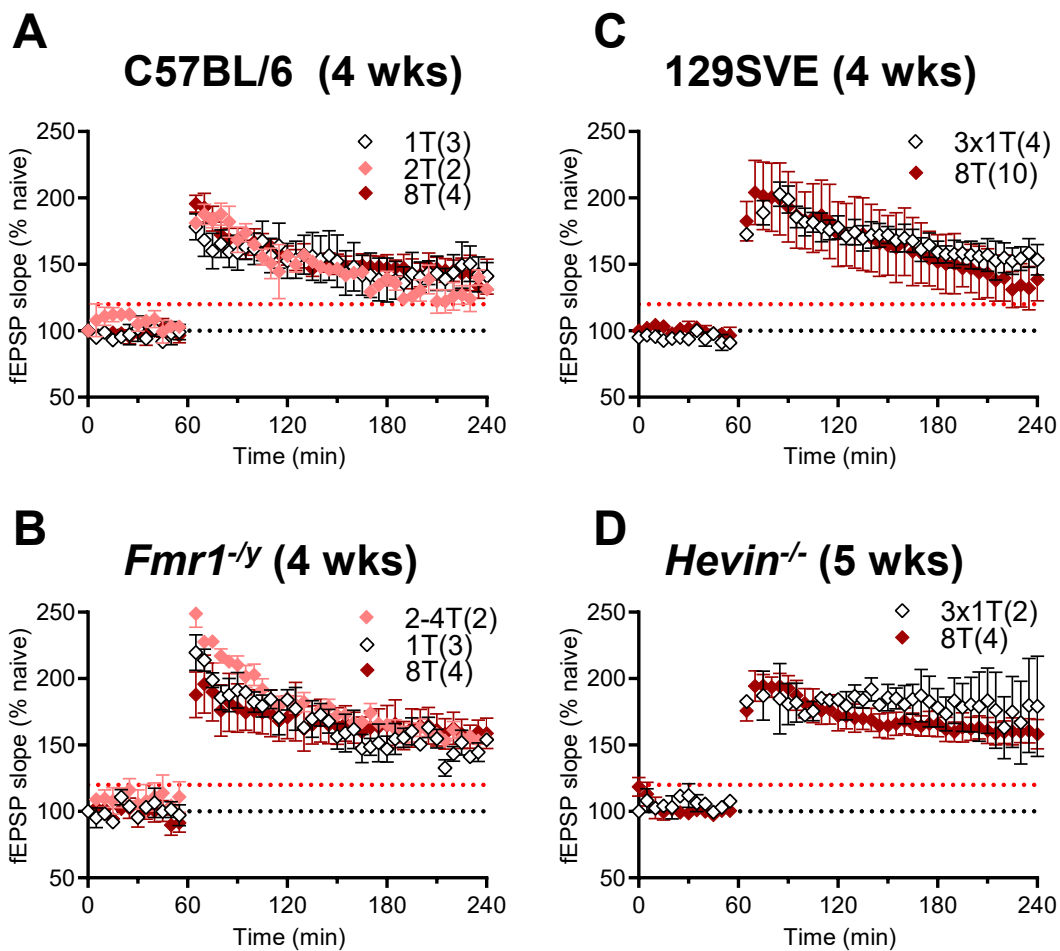 A
C57BL/6 (4 wks)
1T(3)
2T(2)
8T(4)
fEPSP slope (% naive)
250
200
150
100
50
0
60
120
180
240
Time (min)
C
129SVE (4 wks)
3x1T(4)
8T(10)
fEPSP slope (% naive)
250
200
150
100
50
0
60
120
180
240
Time (min)
B
Fmr1-/y (4 wks)
2-4T(2)
1T(3)
8T(4)
fEPSP slope (% naive)
250
200
150
100
50
0
60
120
180
240
Time (min)
D
Hevin-/- (5 wks)
3x1T(2)
8T(4)
fEPSP slope (% naive)
250
200
150
100
50
0
60
120
180
240
Time (min)